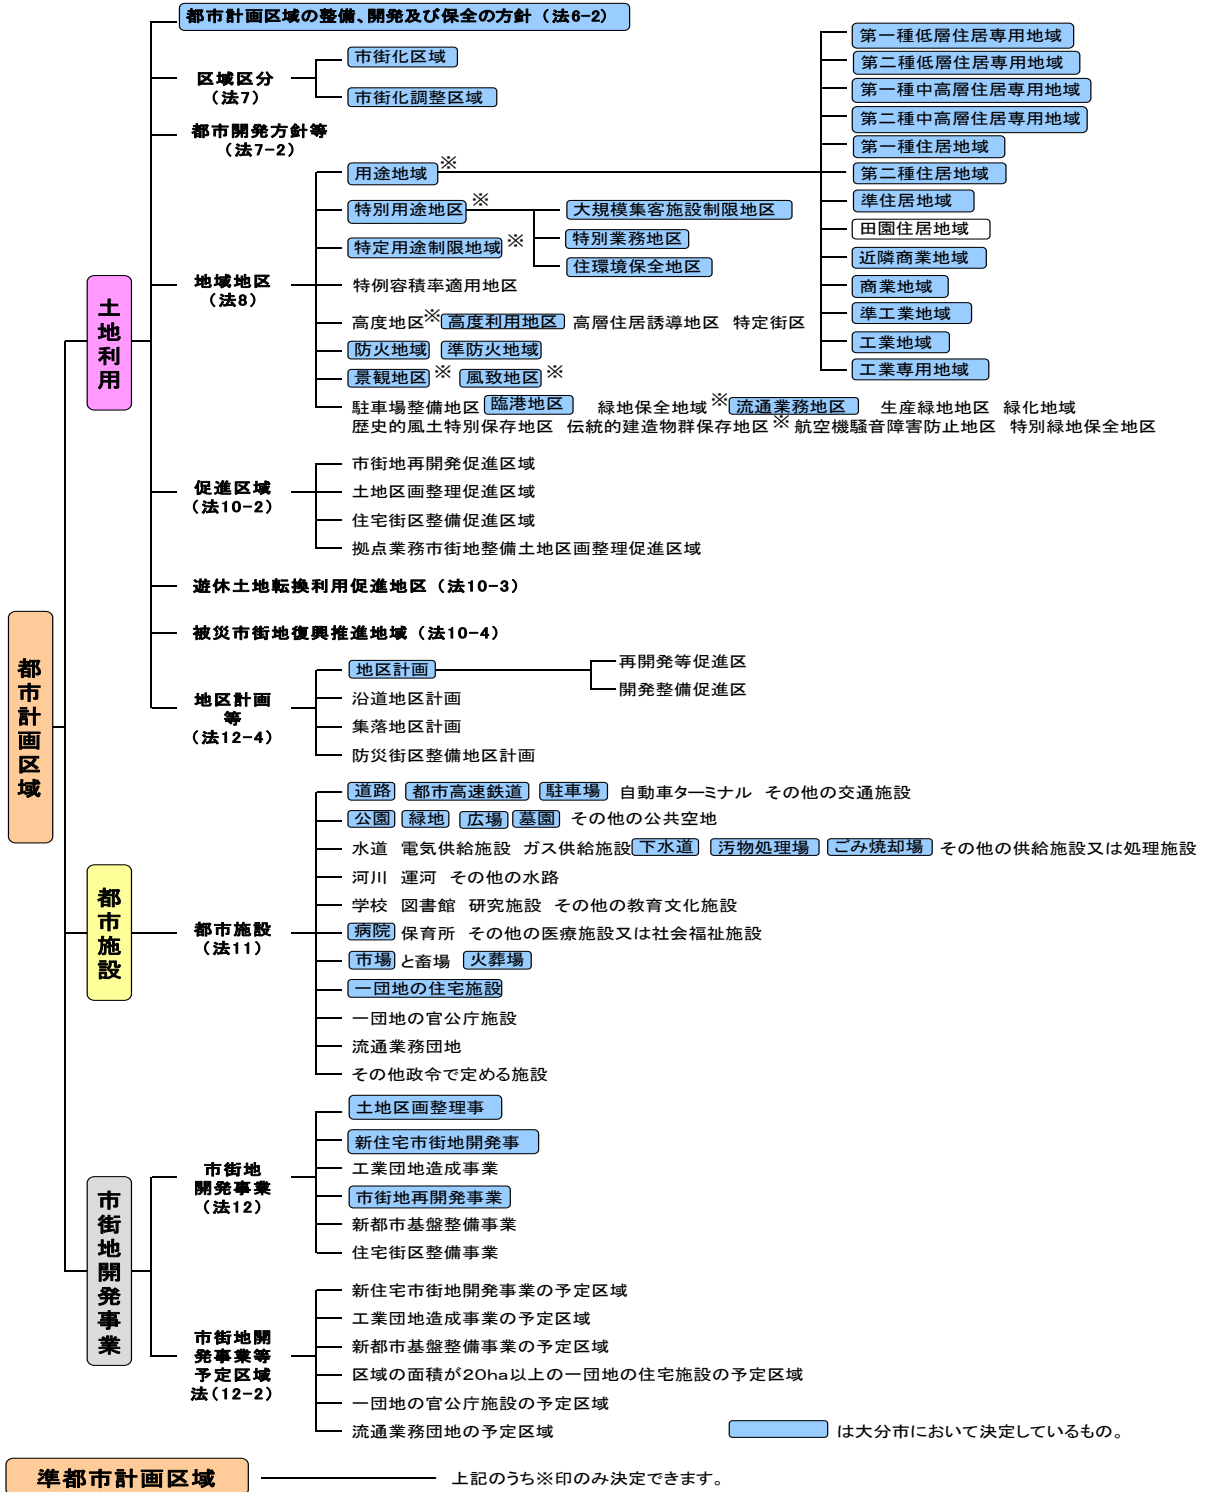 都市計画区域の整備、開発及び保全の方針（法6-2）
区域区分
（法7）
市街化区域
市街化調整区域
都市開発方針等
（法7-2）
土地利用
地域地区
（法8）
用途地域※
第一種低層住居専用地域
第二種低層住居専用地域
第一種中高層住居専用地域
第二種中高層住居専用地域
第一種住居地域
第二種住居地域
準住居地域
田園住居地域
近隣商業地域
商業地域
準工業地域
工業地域
工業専用地域
特別用途地区※
大規模集客施設制限地区
特別業務地区
住環境保全地区
特定用途制限地域※
特例容積率適用地区
高度地区※ 高度利用地区 高層住居誘導地区 特定街区
防火地域 準防火地域
景観地区※ 風致地区※
駐車場整備地区 臨港地区 緑地保全地域※ 流通業務地区 生産緑地地区 緑化地域
歴史的風土特別保存地区 伝統的建造物群保存地区※ 航空機騒音障害防止地区 特別緑地保全地区
促進区域
（法10-2）
市街地再開発促進区域
土地区画整理促進区域
住宅街区整備促進区域
拠点業務市街地整備土地区画整理促進区域
遊休土地転換利用促進地区（法10-3）
被災市街地復興推進地域（法10-4）
地区計画
等
（法12-4）
地区計画
再開発等促進区
開発整備促進区
沿道地区計画
集落地区計画
防災街区整備地区計画
都市計画区域
都市施設
都市施設
（法11）
道路 都市高速鉄道 駐車場 自動車ターミナル その他の交通施設
公園 緑地 広場 墓園 その他の公共空地
水道 電気供給施設 ガス供給施設 下水道 汚物処理場 ごみ焼却場 その他の供給施設又は処理施設
河川 運河 その他の水路
学校 図書館 研究施設 その他の教育文化施設
病院 保育所 その他の医療施設又は社会福祉施設
市場 と畜場 火葬場
一団地の住宅施設
一団地の官公庁施設
流通業務団地
その他政令で定める施設
市街地開発事業
市街地
開発事業
（法12）
土地区画整理事
新住宅市街地開発事
工業団地造成事業
市街地再開発事業
新都市基盤整備事業
住宅街区整備事業
市街地開
発事業等
予定区域
法（12-2）
新住宅市街地開発事業の予定区域
工業団地造成事業の予定区域
新都市基盤整備事業の予定区域
区域の面積が20ha以上の一団地の住宅施設の予定区域
一団地の官公庁施設の予定区域
流通業務団地の予定区域
は大分市において決定しているもの。
準都市計画区域
上記のうち※印のみ決定できます。